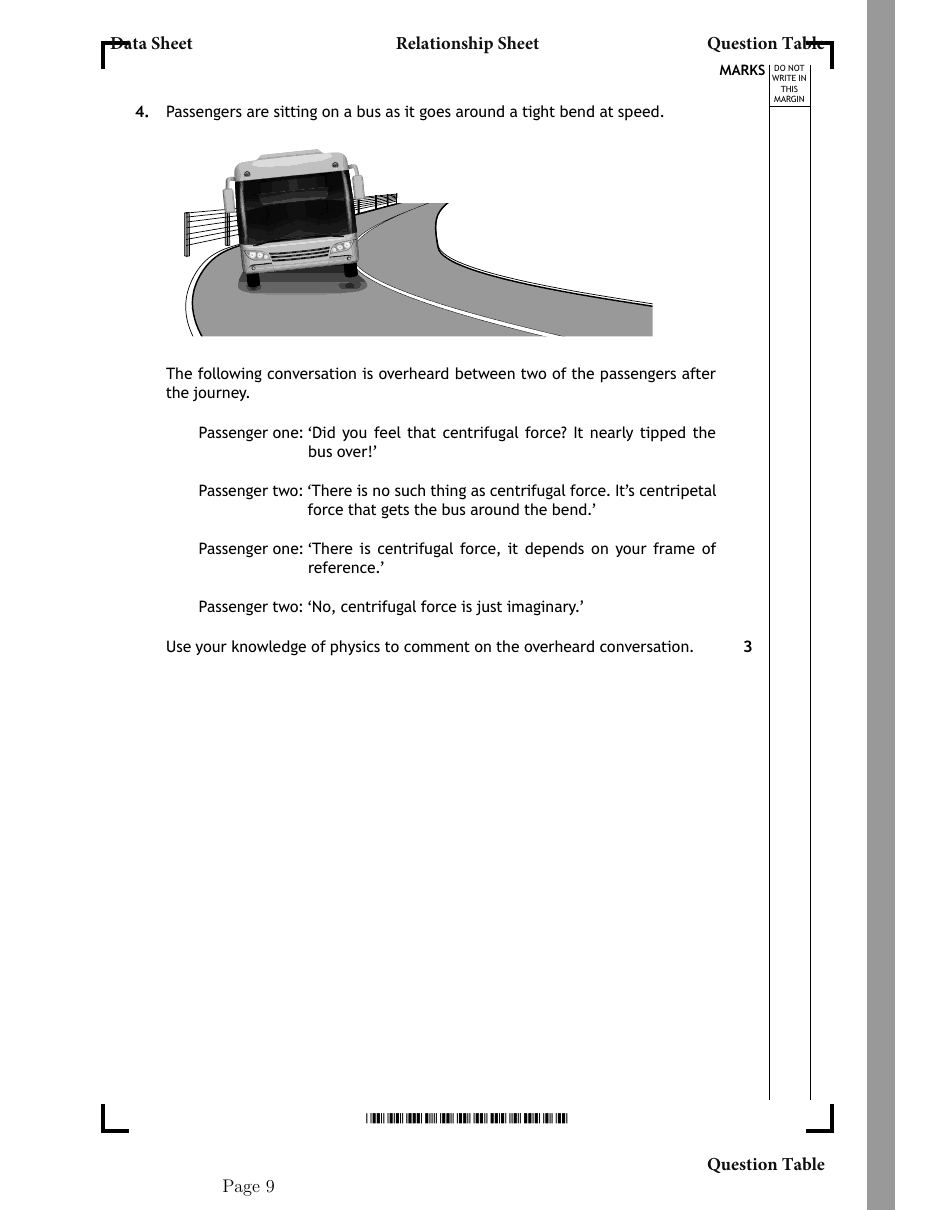 Data Sheet Relationship Sheet Question Table
MARKS
DO NOT
WRITE IN
THIS
MARGIN
4. Passengers are sitting on a bus as it goes around a tight bend at speed.
The following conversation is overheard between two of the passengers after
the journey.
Passenger one: ‘Did you feel that centrifugal force? It nearly tipped the
bus over!’
Passenger two: ‘There is no such thing as centrifugal force. It’s centripetal
force that gets the bus around the bend.’
Passenger one: ‘There is centrifugal force, it depends on your frame of
reference.’
Passenger two: ‘No, centrifugal force is just imaginary.’
Use your knowledge of physics to comment on the overheard conversation. 3
Question Table
Page 9